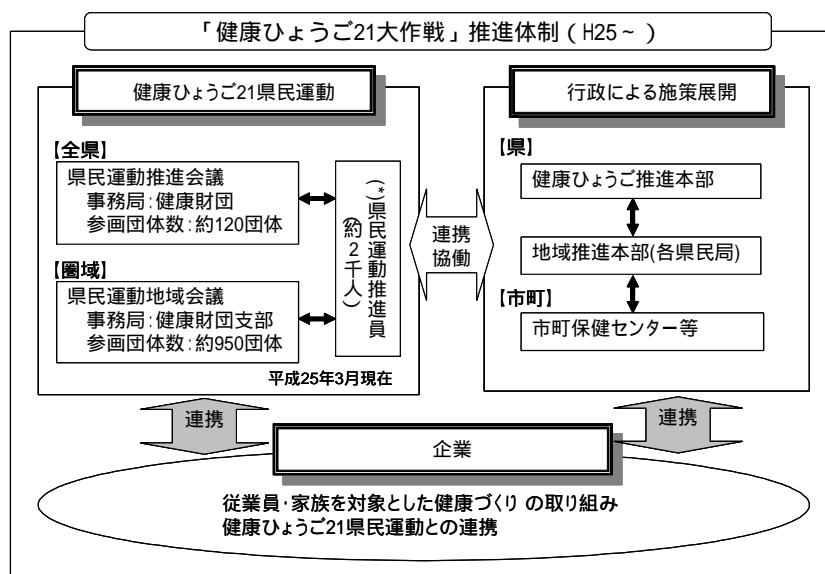 「健康ひょうご21大作戦」推進体制（H25～）
健康ひょうご21県民運動
【全県】
県民運動推進会議
事務局:健康財団
参画団体数:約120団体
【圏域】
県民運動地域会議
事務局:健康財団支部
参画団体数:約950団体
(*)県民運動推進員
(約2千人)
平成25年3月現在
連携
協働
行政による施策展開
【県】
健康ひょうご推進本部
地域推進本部(各県民局)
【市町】
市町保健センター等
連携
連携
企業
従業員・家族を対象とした健康づくり の取り組み
健康ひょうご21県民運動との連携